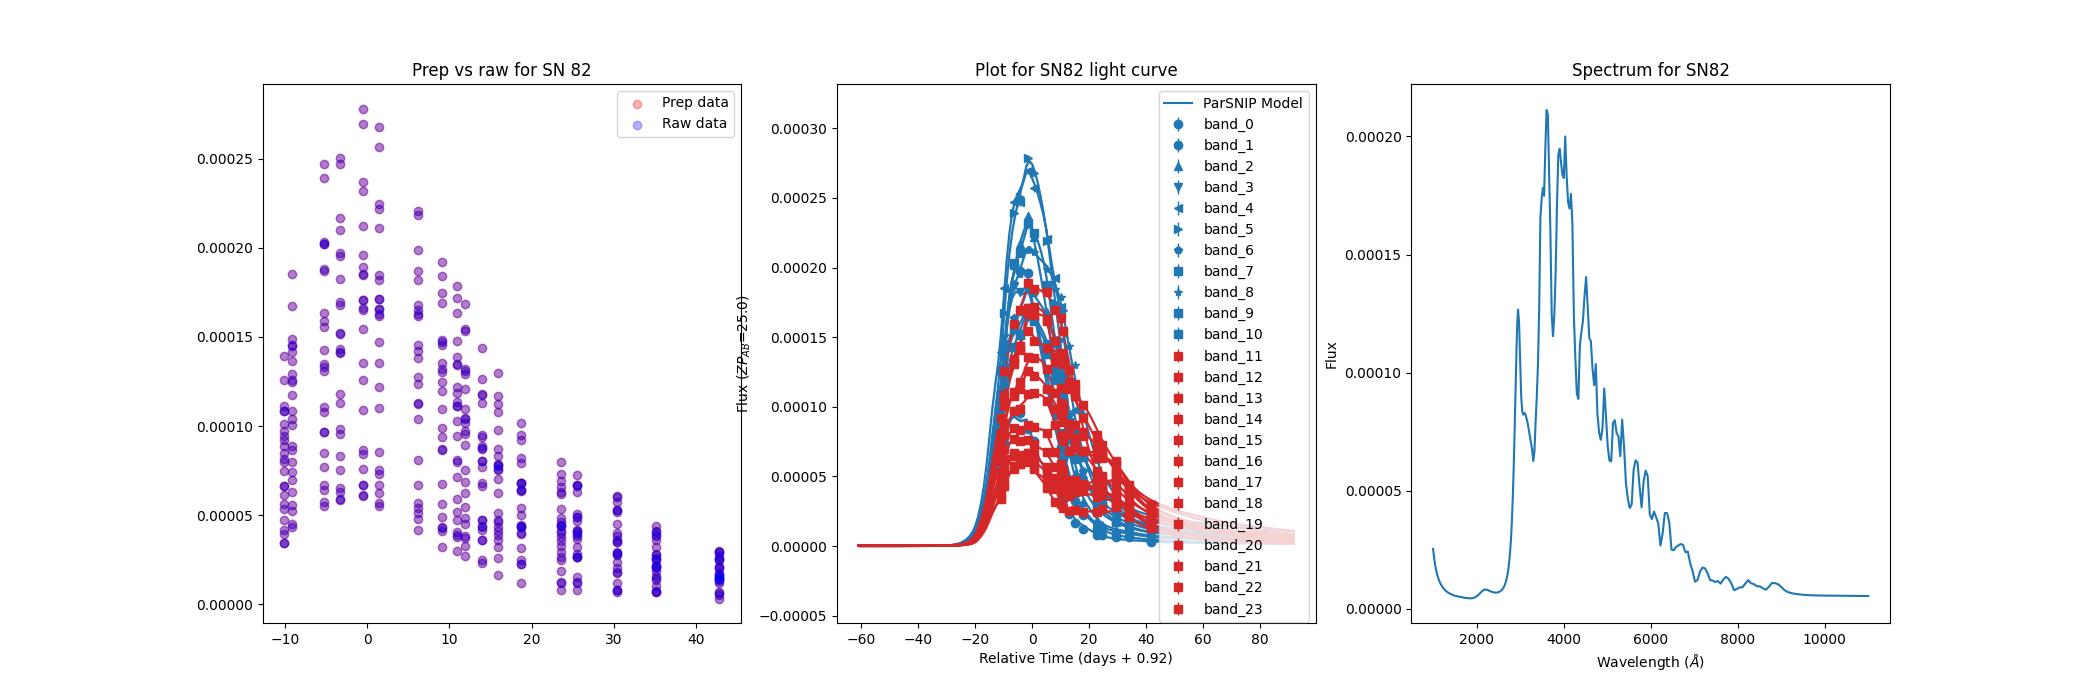 Prep vs raw for SN 82
Prep data
Raw data
0.00025
0.00020
0.00015
0.00010
0.00005
0.00000
−10 0 10 20 30 40
Plot for SN82 light curve
Flux (ZP_AB=25.0)
0.00030
0.00025
0.00020
0.00015
0.00010
0.00005
0.00000
−0.00005
ParSNIP Model
band_0
band_1
band_2
band_3
band_4
band_5
band_6
band_7
band_8
band_9
band_10
band_11
band_12
band_13
band_14
band_15
band_16
band_17
band_18
band_19
band_20
band_21
band_22
band_23
−60 −40 −20 0 20 40 60 80
Relative Time (days + 0.92)
Spectrum for SN82
Flux
0.00020
0.00015
0.00010
0.00005
0.00000
2000 4000 6000 8000 10000
Wavelength (Å)